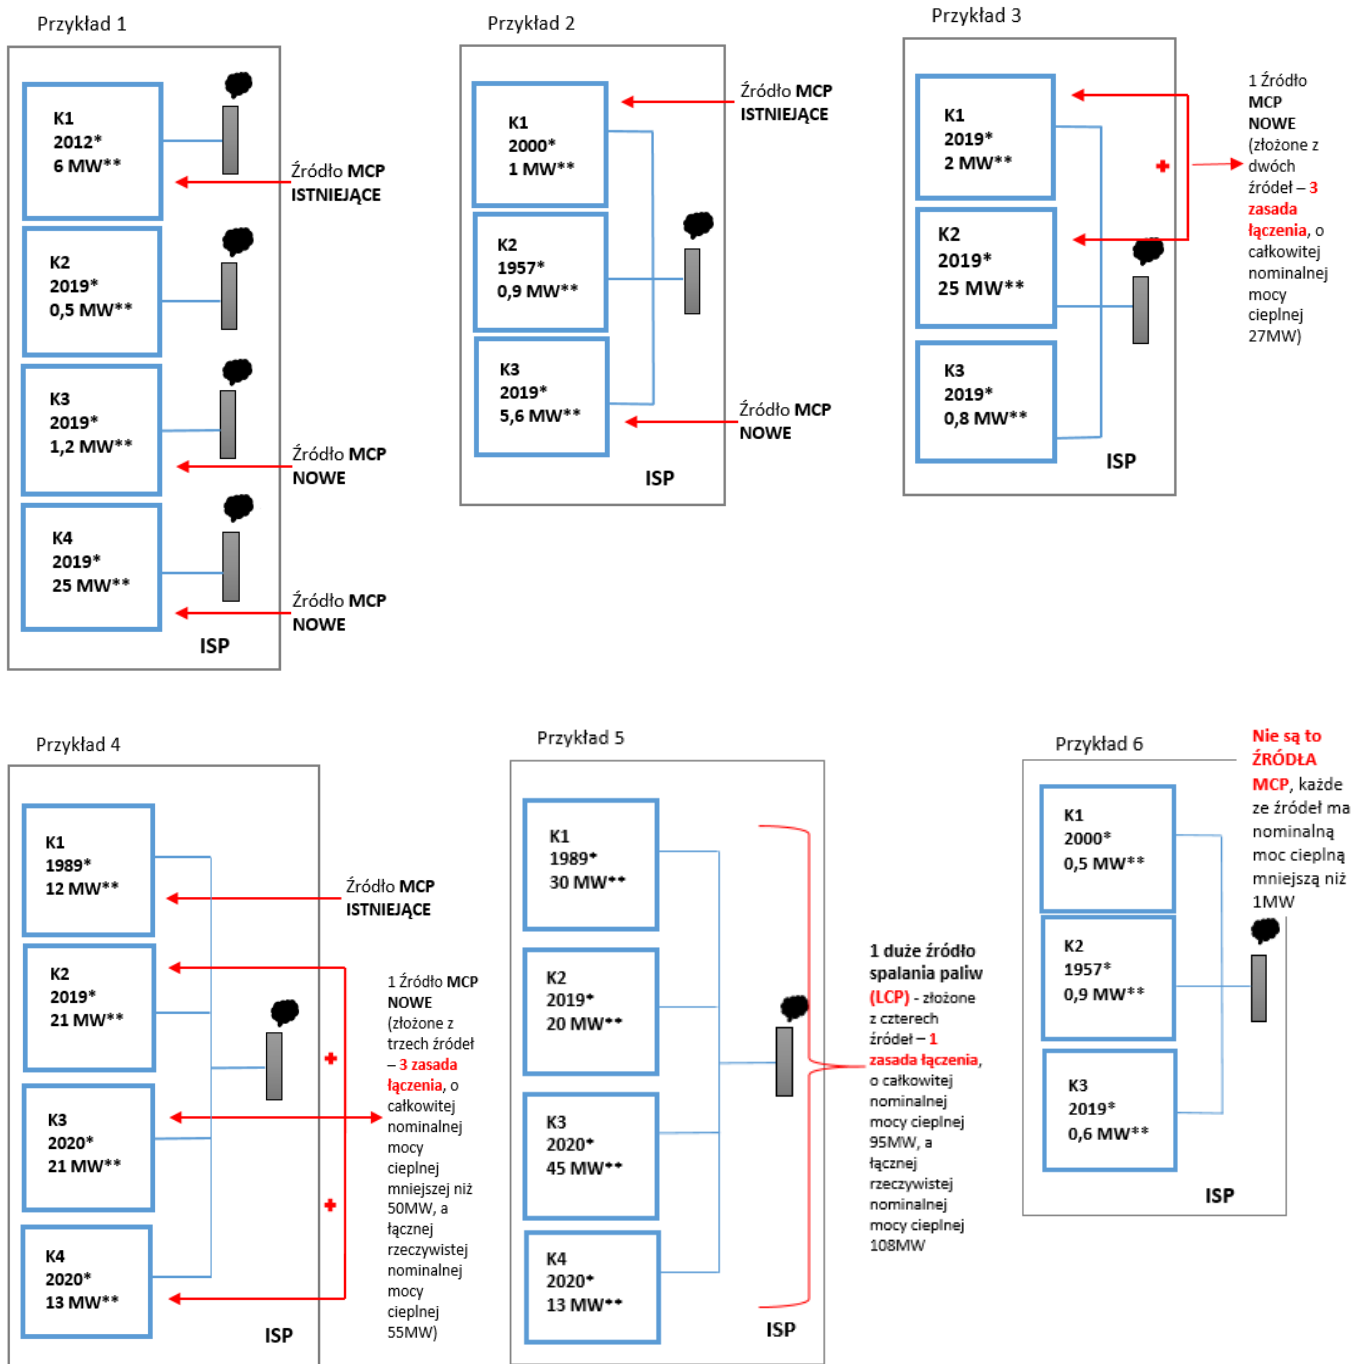 Przykład 1
K1
2012*
6 MW**
Źródło MCP
ISTNIEJĄCE
K2
2019*
0,5 MW**
K3
2019*
1,2 MW**
Źródło MCP
NOWE
K4
2019*
25 MW**
Źródło MCP
NOWE
ISP
Przykład 2
K1
2000*
1 MW**
Źródło MCP
ISTNIEJĄCE
K2
1957*
0,9 MW**
K3
2019*
5,6 MW**
Źródło MCP
NOWE
ISP
Przykład 3
K1
2019*
2 MW**
K2
2019*
25 MW**
K3
2019*
0,8 MW**
ISP
1 Źródło
MCP
NOWE
(złożone z
dwóch
źródeł – 3
zasada
łączenia, o
całkowitej
nominalnej
mocy
cieplnej
27MW)
Przykład 4
K1
1989*
12 MW**
Źródło MCP
ISTNIEJĄCE
K2
2019*
21 MW**
K3
2020*
21 MW**
K4
2020*
13 MW**
ISP
1 Źródło MCP
NOWE
(złożone z
trzech źródeł
– 3 zasada
łączenia, o
całkowitej
nominalnej
mocy
cieplnej
mniejszej niż
50MW, a
łącznej
rzeczywistej
nominalnej
mocy
cieplnej
55MW)
Przykład 5
K1
1989*
30 MW**
K2
2019*
20 MW**
K3
2020*
45 MW**
K4
2020*
13 MW**
ISP
1 duże źródło
spalania paliw
(LCP) - złożone
z czterech
źródeł – 1
zasada łączenia,
o całkowitej
nominalnej
mocy cieplnej
95MW, a
łącznej
rzeczywistej
nominalnej
mocy cieplnej
108MW
Przykład 6
K1
2000*
0,5 MW**
K2
1957*
0,9 MW**
K3
2019*
0,6 MW**
ISP
Nie są to
ŹRÓDŁA
MCP, każde
ze źródeł ma
nominalną
moc cieplną
mniejszą niż
1MW